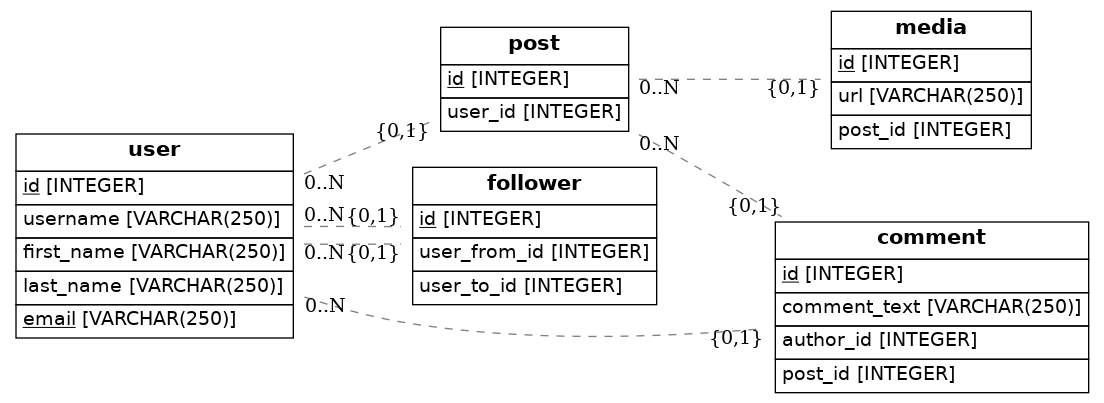 user
id [INTEGER]
username [VARCHAR(250)]
first_name [VARCHAR(250)]
last_name [VARCHAR(250)]
email [VARCHAR(250)]
post
id [INTEGER]
user_id [INTEGER]
follower
id [INTEGER]
user_from_id [INTEGER]
user_to_id [INTEGER]
media
id [INTEGER]
url [VARCHAR(250)]
post_id [INTEGER]
comment
id [INTEGER]
comment_text [VARCHAR(250)]
author_id [INTEGER]
post_id [INTEGER]
{0,1}
0..N
0..N
{0,1}
0..N
{0,1}
0..N
{0,1}
0..N
{0,1}
0..N
{0,1}